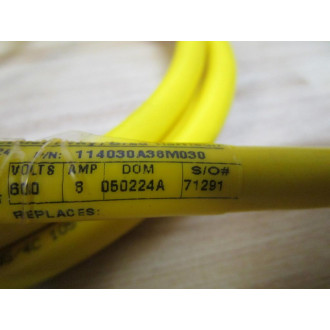 P/N: 114030A38M030
VOLTS AMP DOM S/O#
600 8 050224A 71291
REPLACES: